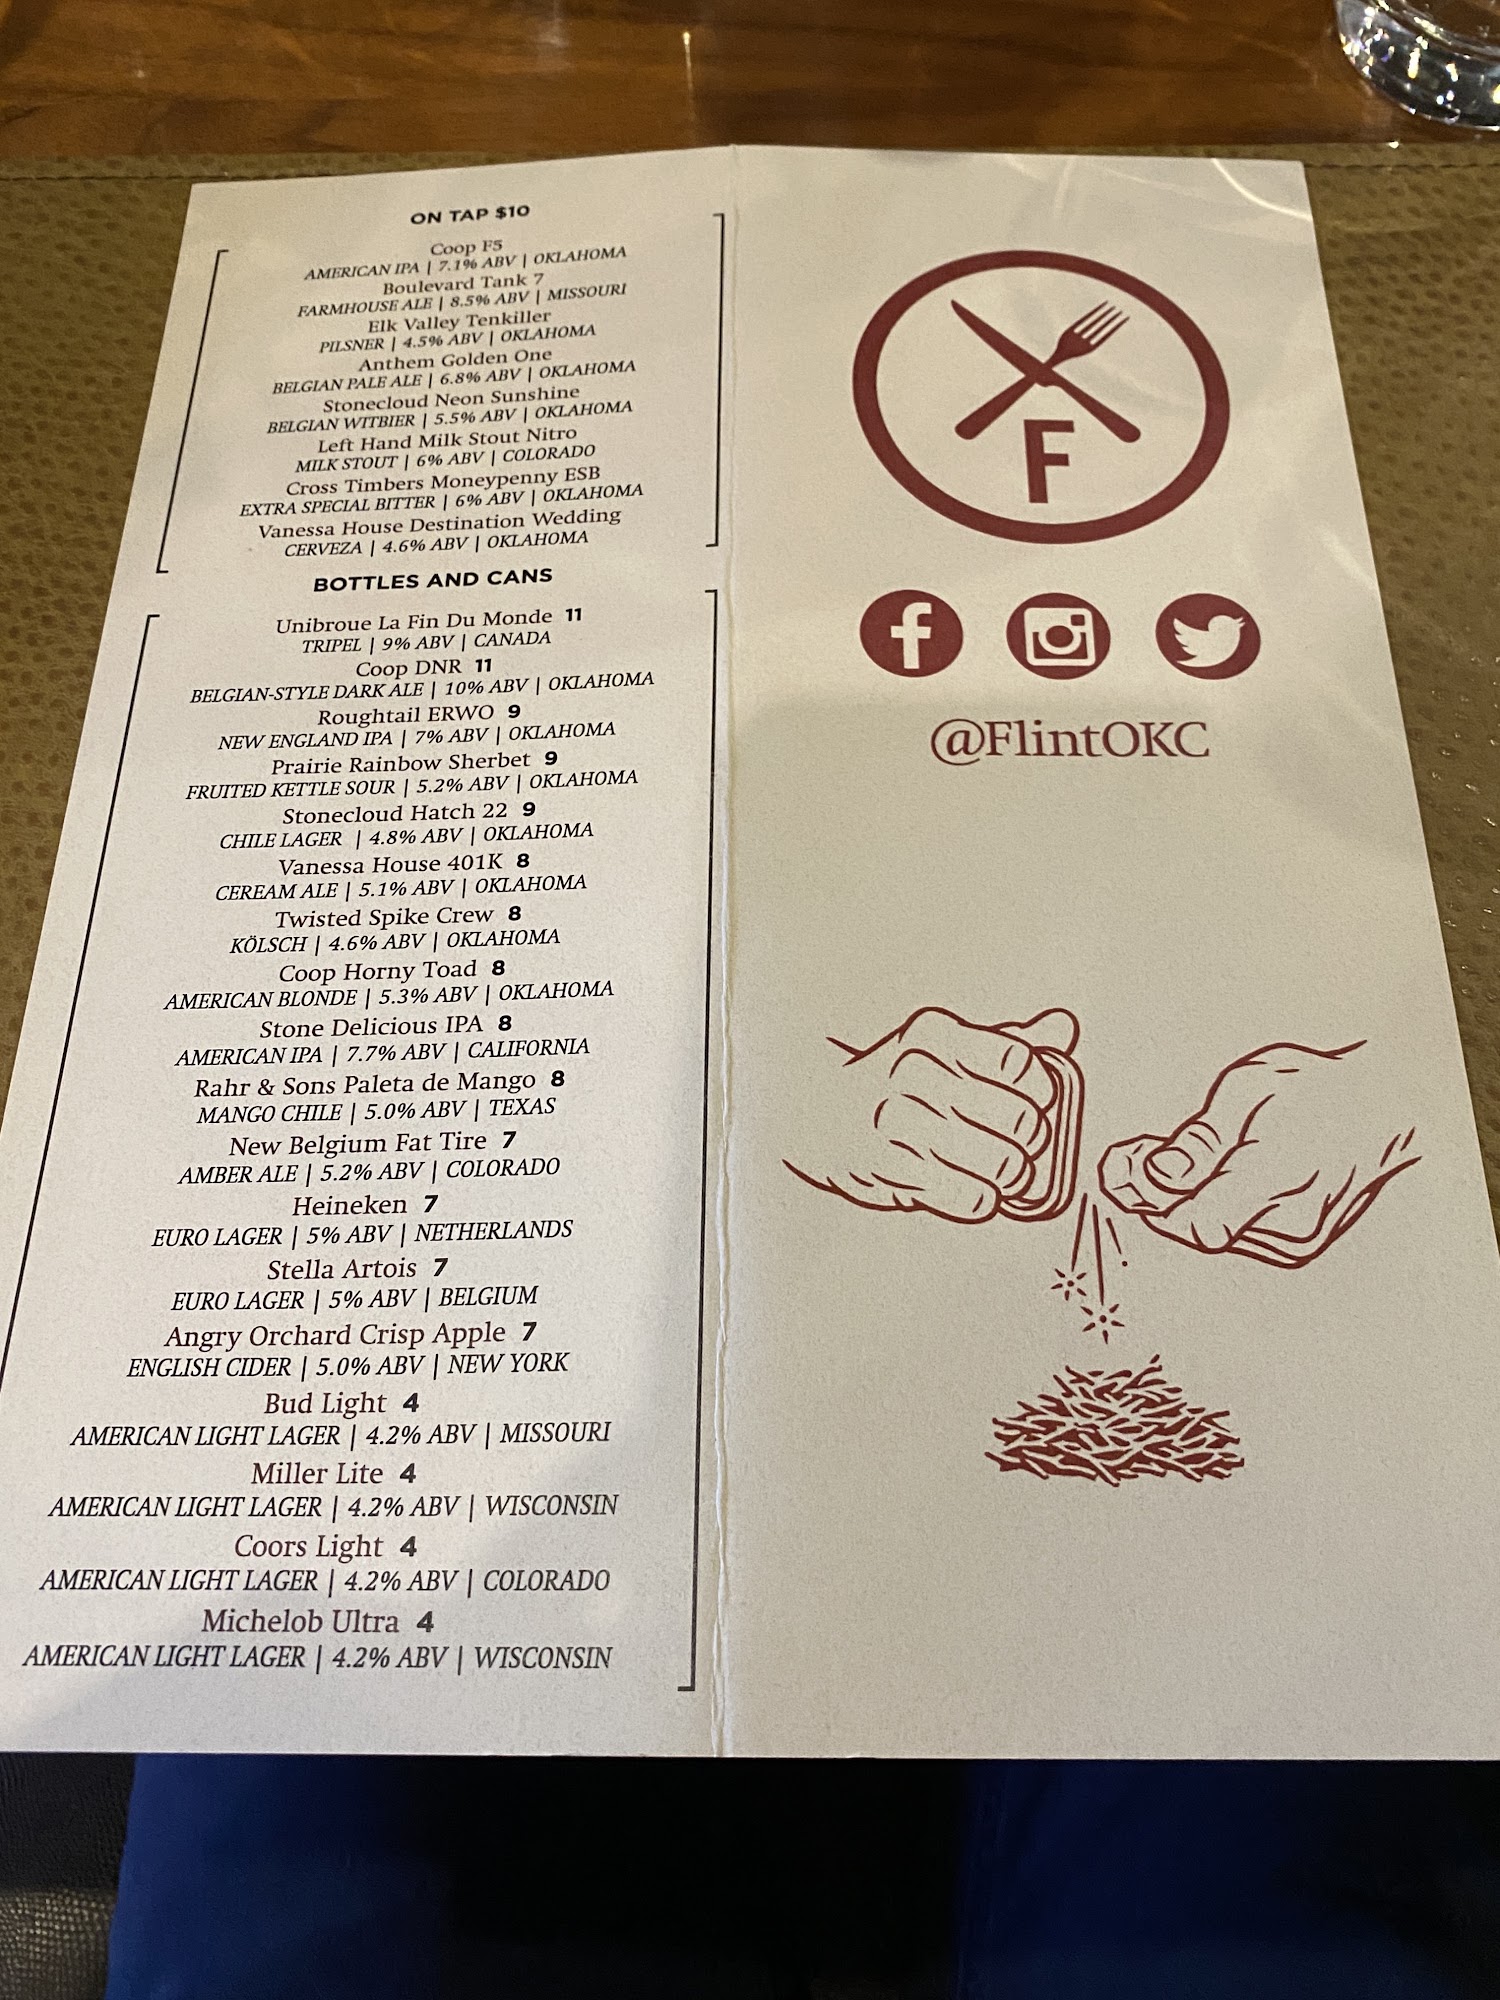 ON TAP $10
Coop F5
AMERICAN IPA | 7.1% ABV | OKLAHOMA
Boulevard Tank 7
FARMHOUSE ALE | 8.5% ABV | MISSOURI
Elk Valley Tenkiller
PILSNER | 4.5% ABV | OKLAHOMA
Anthem Golden One
BELGIAN PALE ALE | 6.8% ABV | OKLAHOMA
Stonecloud Neon Sunshine
BELGIAN WITBIER | 5.5% ABV | OKLAHOMA
Left Hand Milk Stout Nitro
MILK STOUT | 6% ABV | COLORADO
Cross Timbers Moneypenny ESB
EXTRA SPECIAL BITTER | 6% ABV | OKLAHOMA
Vanessa House Destination Wedding
CERVEZA | 4.6% ABV | OKLAHOMA
BOTTLES AND CANS
Unibroue La Fin Du Monde 11
TRIPEL | 9% ABV | CANADA
Coop DNR 11
BELGIAN-STYLE DARK ALE | 10% ABV | OKLAHOMA
Roughtail ERWO 9
NEW ENGLAND IPA | 7% ABV | OKLAHOMA
Prairie Rainbow Sherbet 9
FRUITED KETTLE SOUR | 5.2% ABV | OKLAHOMA
Stonecloud Hatch 22 9
CHILE LAGER | 4.8% ABV | OKLAHOMA
Vanessa House 401K 8
CEREAM ALE | 5.1% ABV | OKLAHOMA
Twisted Spike Crew 8
KÖLSCH | 4.6% ABV | OKLAHOMA
Coop Horny Toad 8
AMERICAN BLONDE | 5.3% ABV | OKLAHOMA
Stone Delicious IPA 8
AMERICAN IPA | 7.7% ABV | CALIFORNIA
Rahr & Sons Paleta de Mango 8
MANGO CHILE | 5.0% ABV | TEXAS
New Belgium Fat Tire 7
AMBER ALE | 5.2% ABV | COLORADO
Heineken 7
EURO LAGER | 5% ABV | NETHERLANDS
Stella Artois 7
EURO LAGER | 5% ABV | BELGIUM
Angry Orchard Crisp Apple 7
ENGLISH CIDER | 5.0% ABV | NEW YORK
Bud Light 4
AMERICAN LIGHT LAGER | 4.2% ABV | MISSOURI
Miller Lite 4
AMERICAN LIGHT LAGER | 4.2% ABV | WISCONSIN
Coors Light 4
AMERICAN LIGHT LAGER | 4.2% ABV | COLORADO
Michelob Ultra 4
AMERICAN LIGHT LAGER | 4.2% ABV | WISCONSIN
F
@FlintOKC